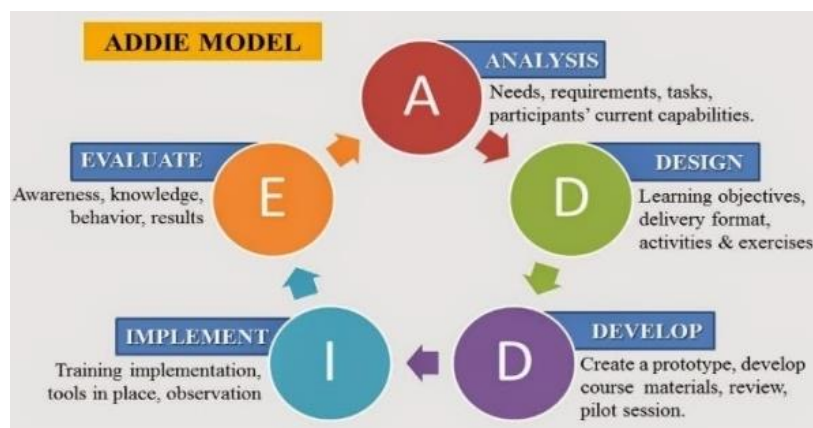 ADDIE MODEL
A
ANALYSIS
Needs, requirements, tasks,
participants' current capabilities.
D
DESIGN
Learning objectives,
delivery format,
activities & exercises
D
DEVELOP
Create a prototype, develop
course materials, review,
pilot session.
I
IMPLEMENT
Training implementation,
tools in place, observation
E
EVALUATE
Awareness, knowledge,
behavior, results